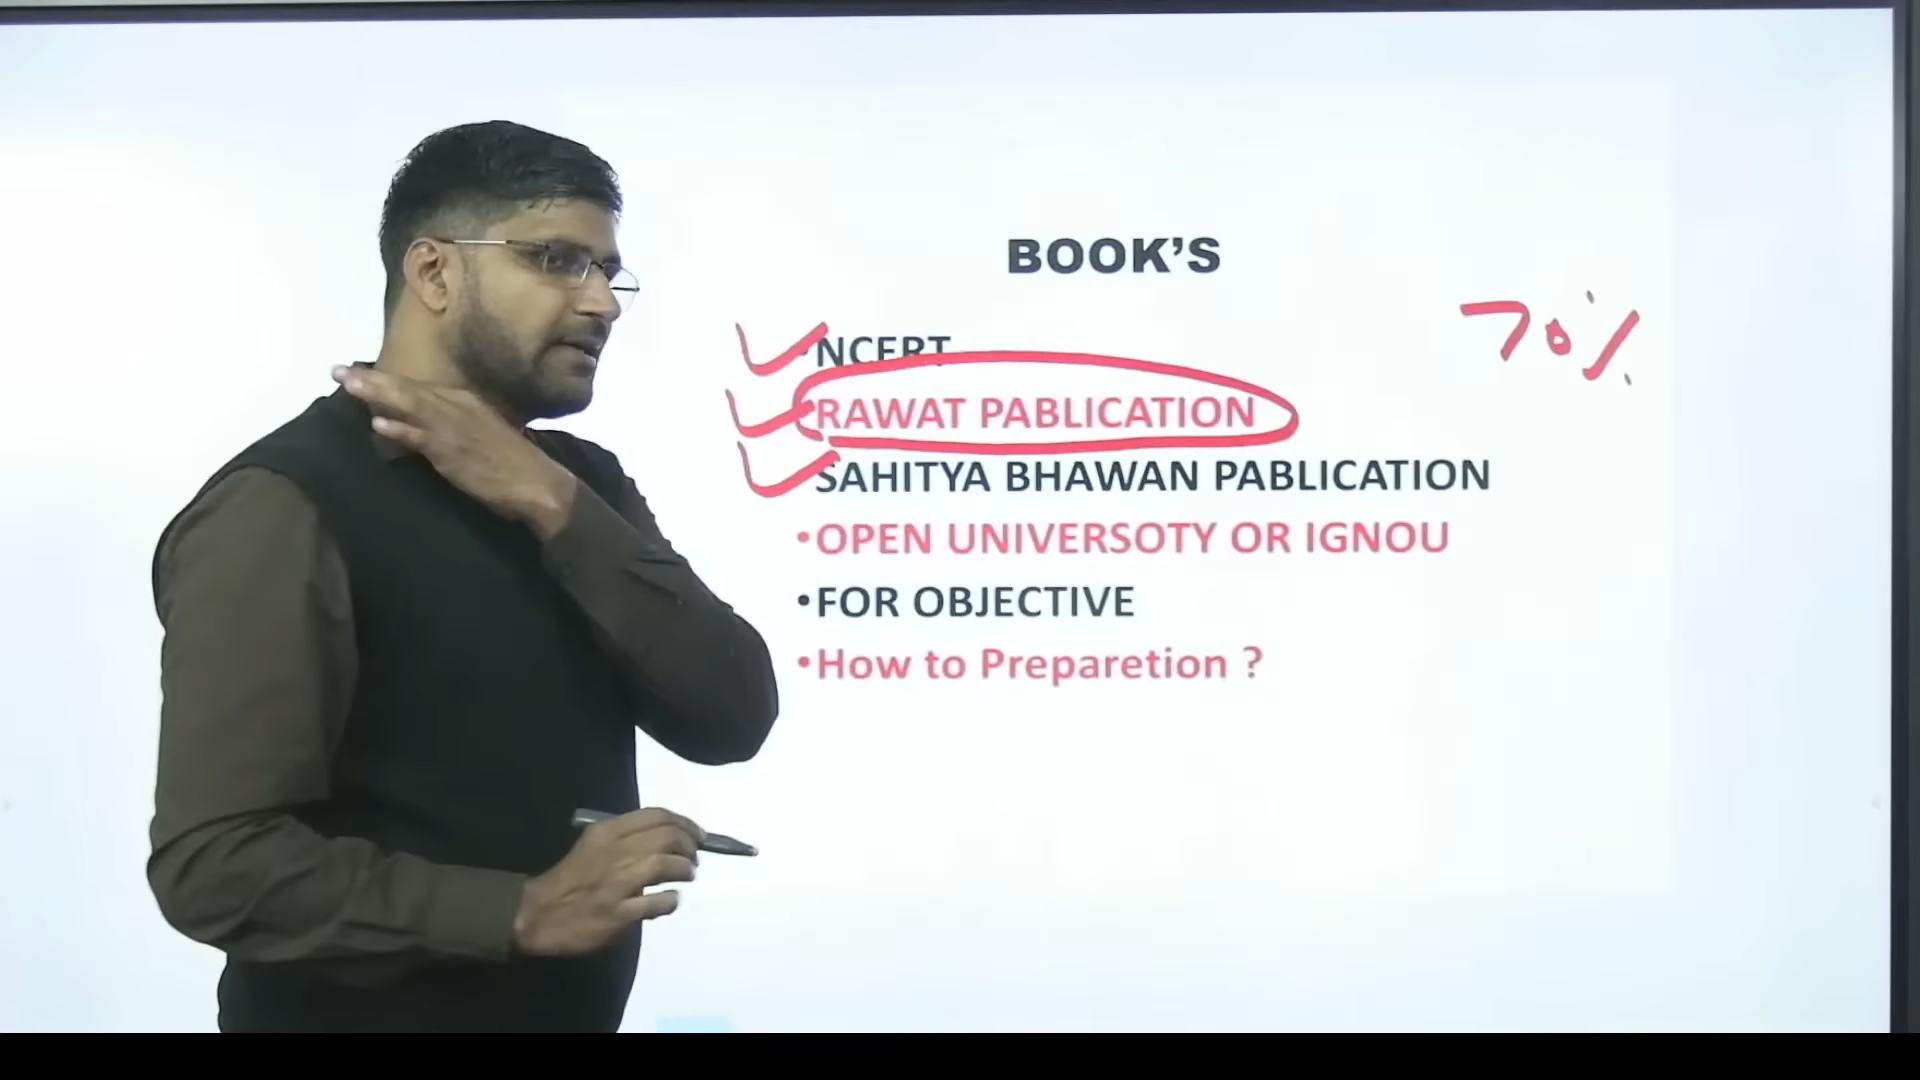 BOOK'S
70%
•NCERT
RAWAT PABLICATION
SAHITYA BHAWAN PABLICATION
•OPEN UNIVERSOTY OR IGNOU
•FOR OBJECTIVE
•How to Preparetion ?